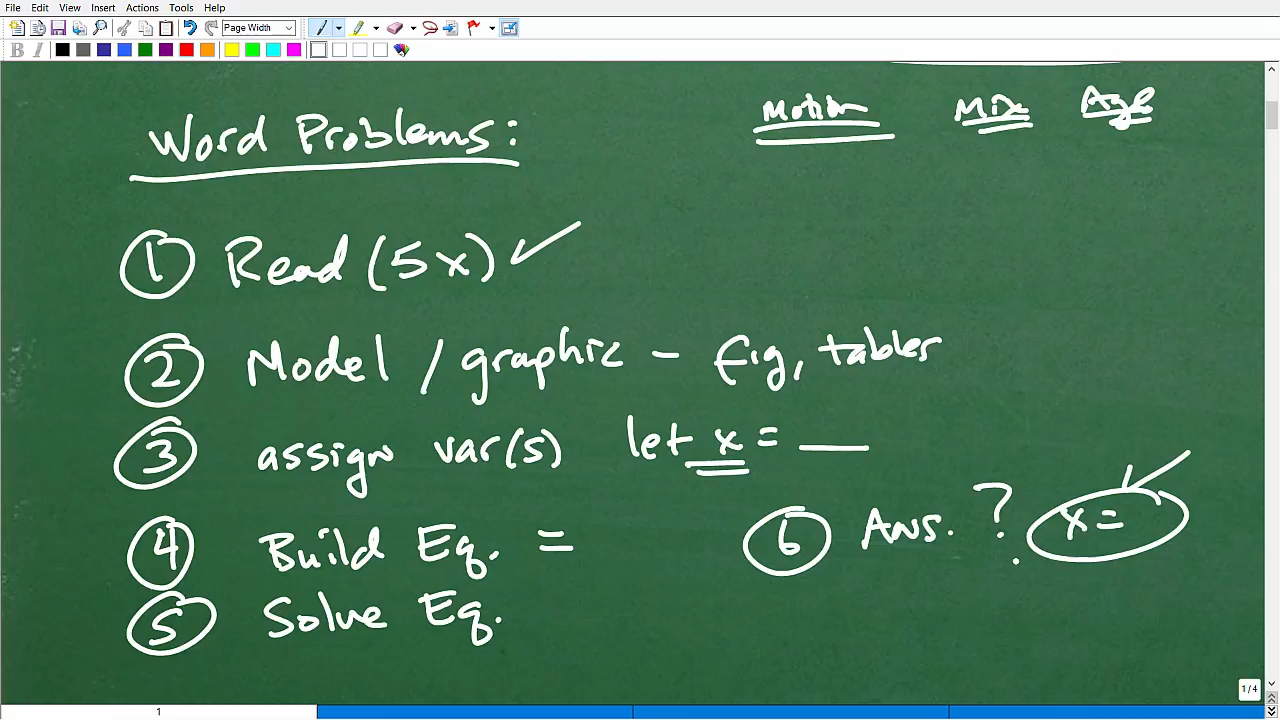 File Edit View Insert Actions Tools Help
Page Width
B I
Motion Mix Age
Word Problems:
1 Read (5x)
2 Model / graphic - fig, tables
3 assign var(s) let x = __
4 Build Eq. =
6 Ans. ? x =
5 Solve Eq.
1/4
1